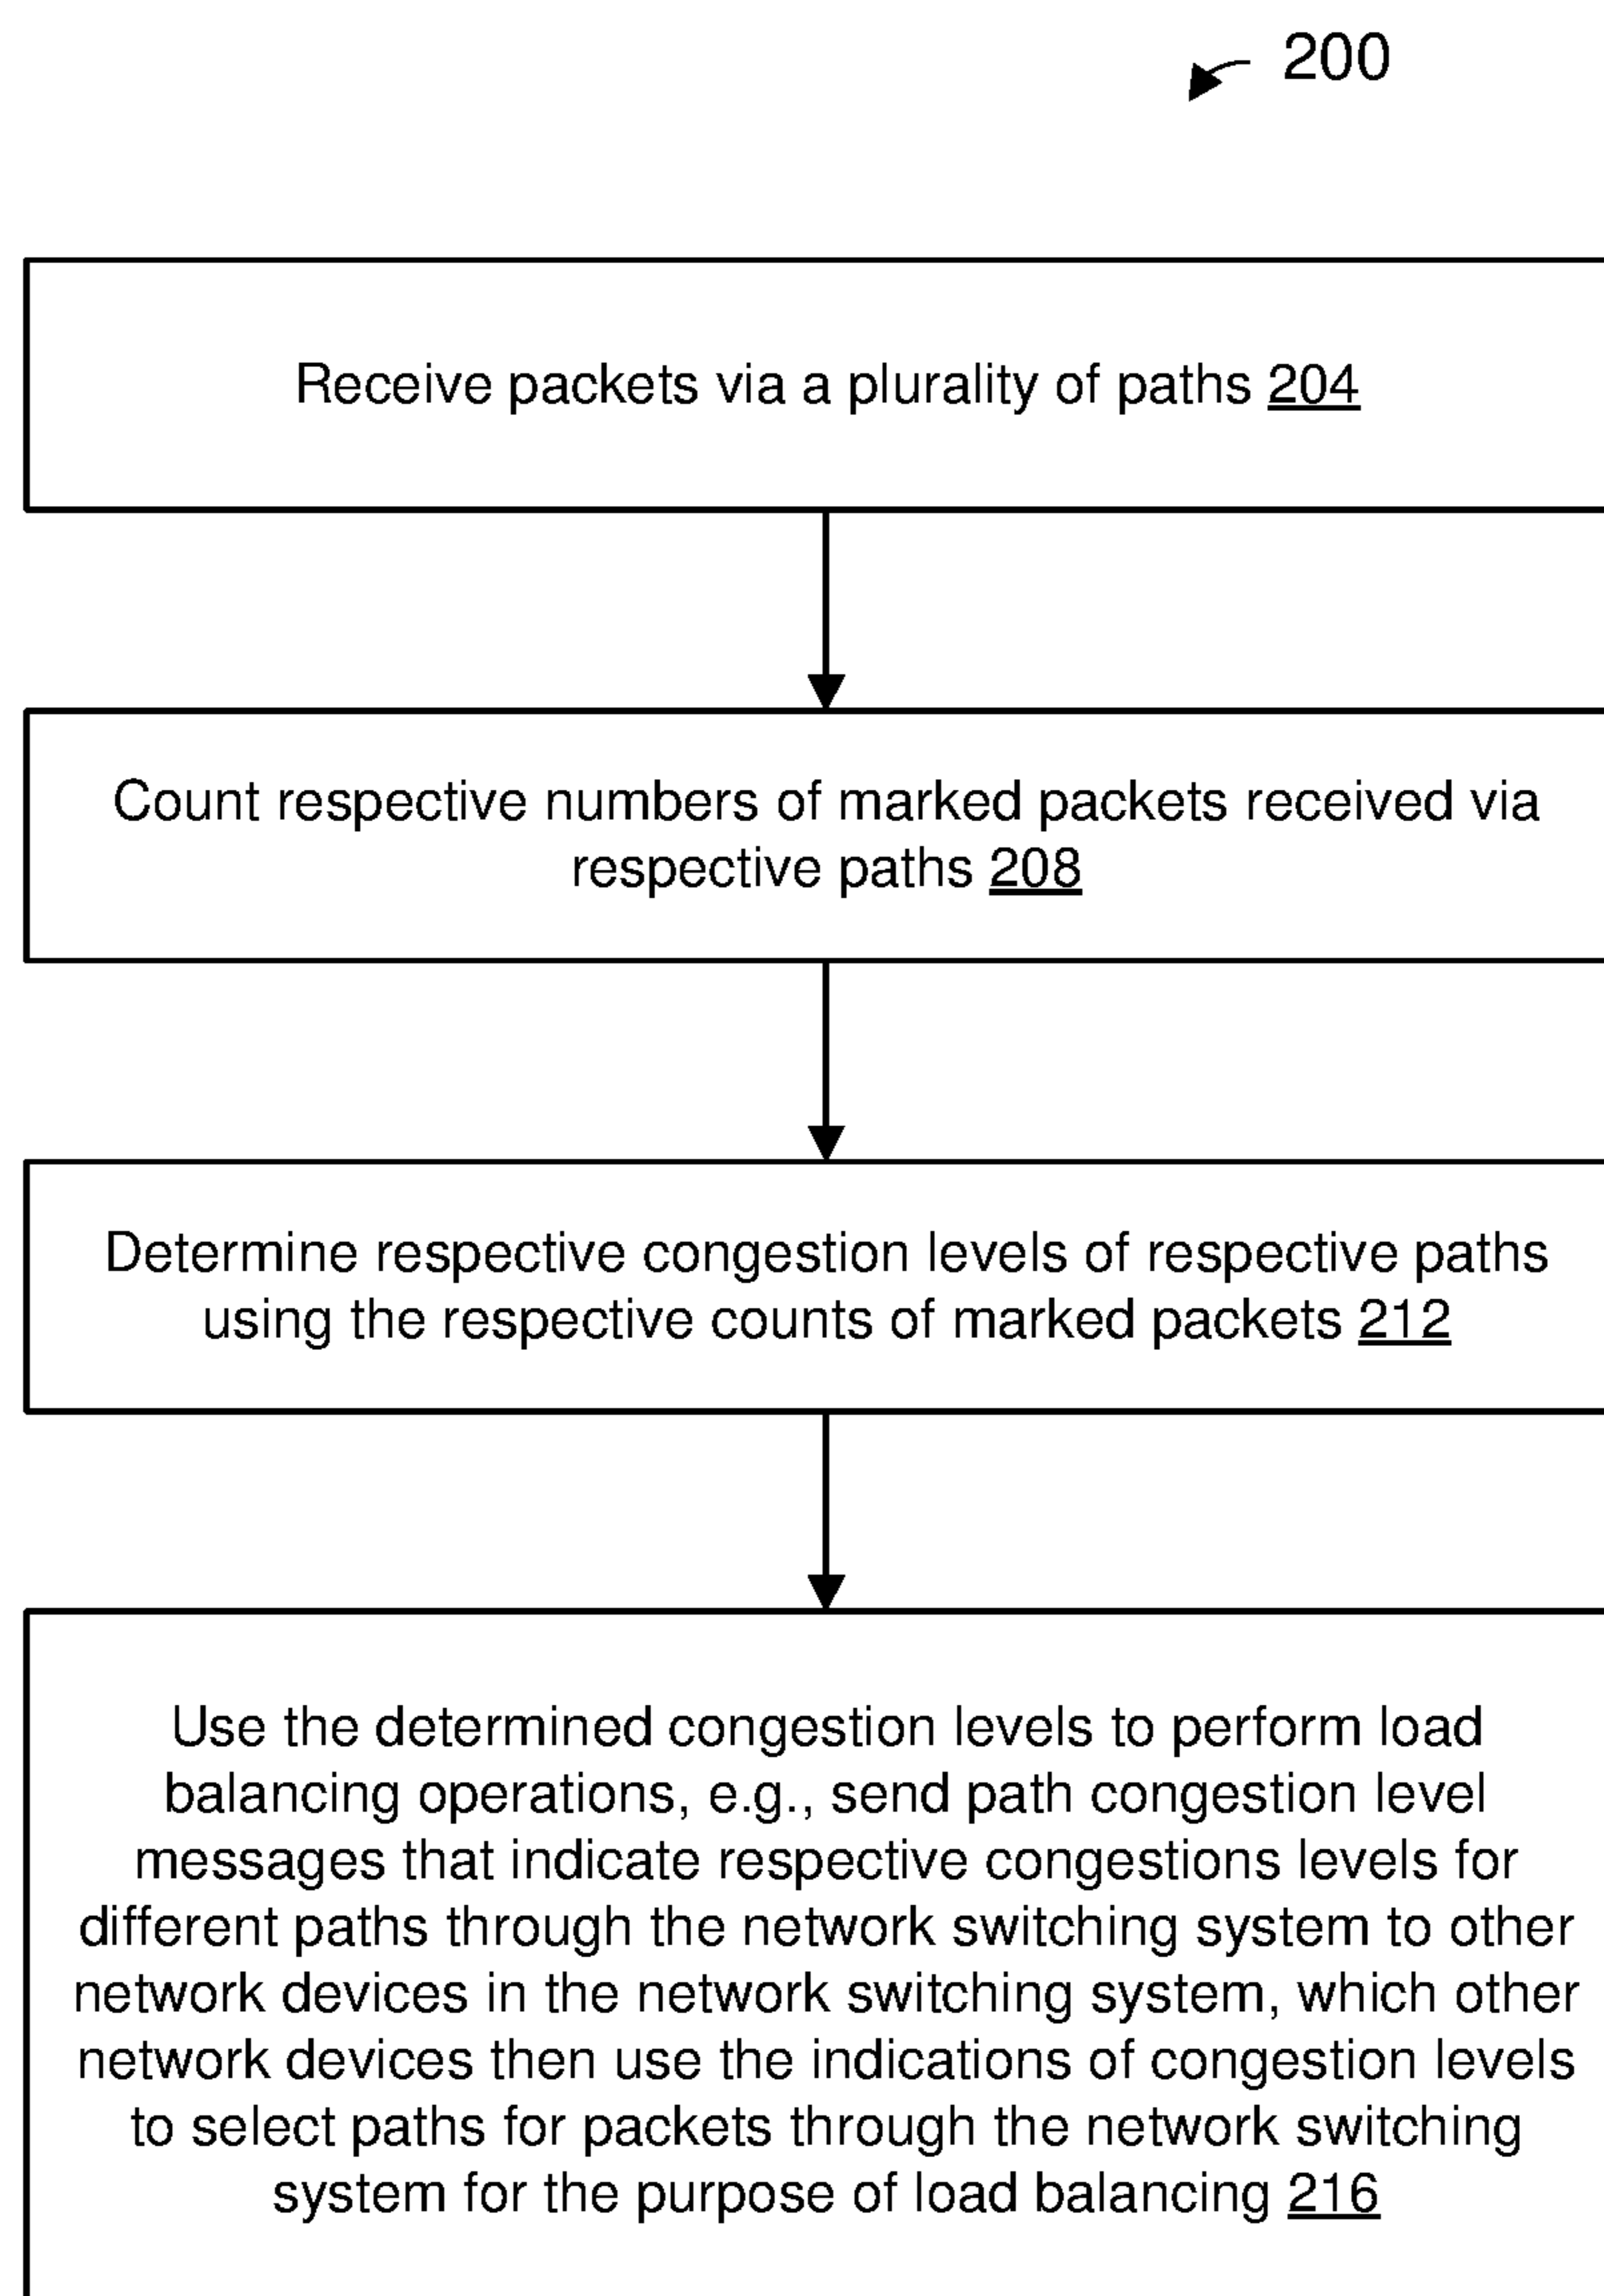 200
Receive packets via a plurality of paths 204
Count respective numbers of marked packets received via
respective paths 208
Determine respective congestion levels of respective paths
using the respective counts of marked packets 212
Use the determined congestion levels to perform load
balancing operations, e.g., send path congestion level
messages that indicate respective congestions levels for
different paths through the network switching system to other
network devices in the network switching system, which other
network devices then use the indications of congestion levels
to select paths for packets through the network switching
system for the purpose of load balancing 216